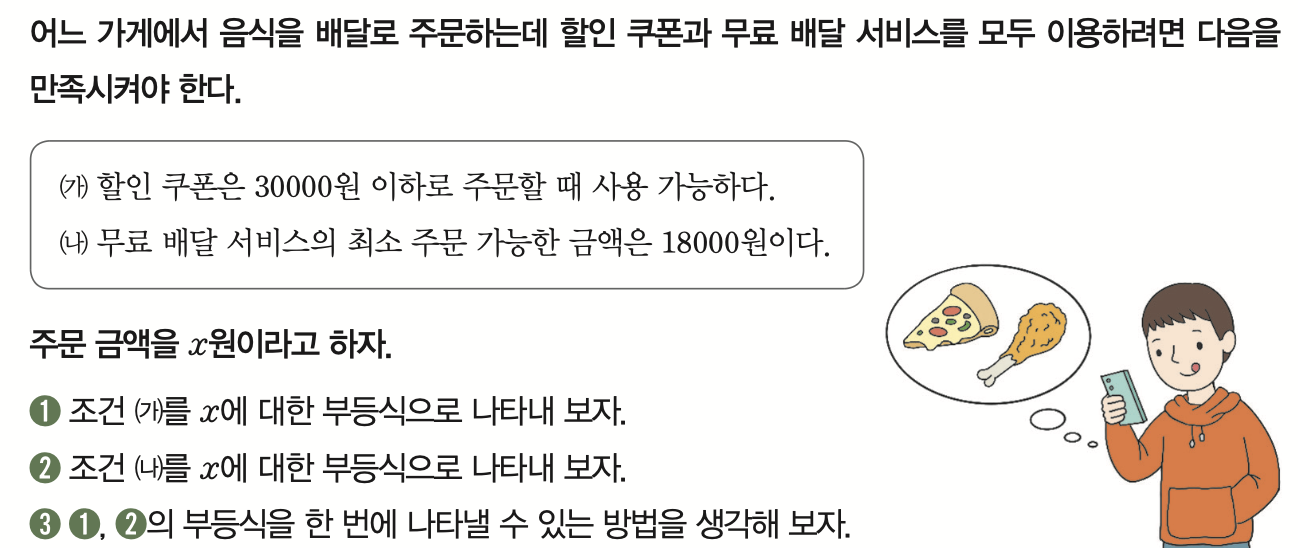 어느 가게에서 음식을 배달로 주문하는데 할인 쿠폰과 무료 배달 서비스를 모두 이용하려면 다음을
만족시켜야 한다.
㈎ 할인 쿠폰은 30000원 이하로 주문할 때 사용 가능하다.
㈏ 무료 배달 서비스의 최소 주문 가능한 금액은 18000원이다.
주문 금액을 x원이라고 하자.
❶ 조건 ㈎를 x에 대한 부등식으로 나타내 보자.
❷ 조건 ㈏를 x에 대한 부등식으로 나타내 보자.
❸ ❶, ❷의 부등식을 한 번에 나타낼 수 있는 방법을 생각해 보자.